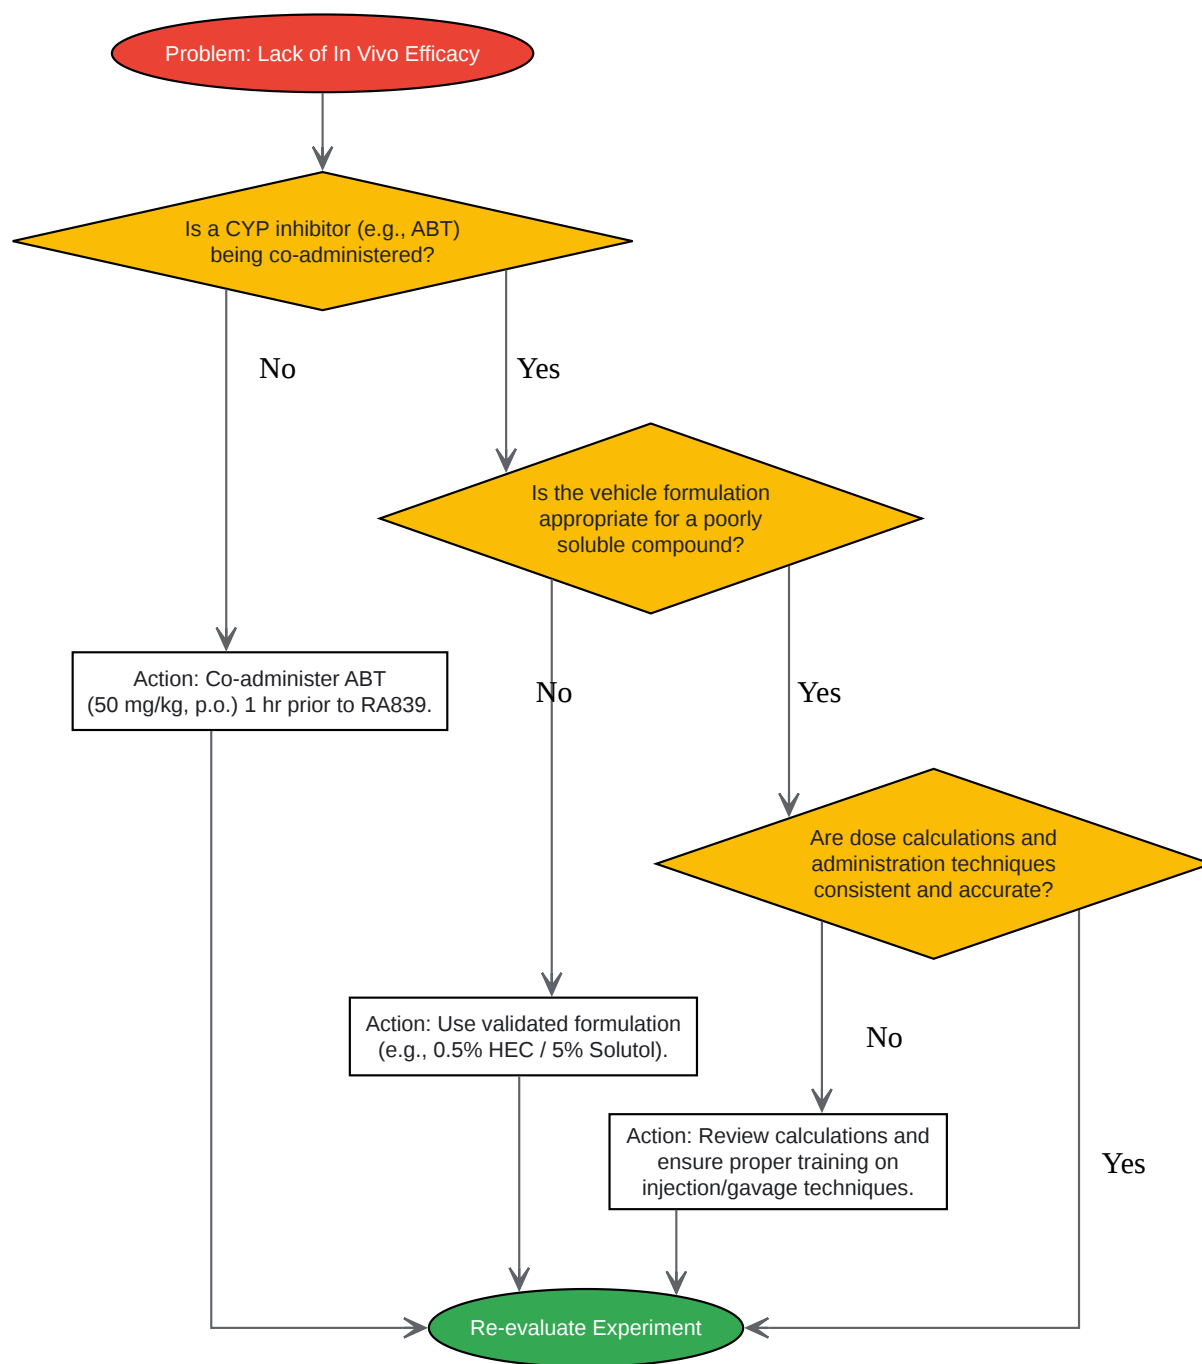 Problem: Lack of In Vivo Efficacy
Is a CYP inhibitor (e.g., ABT)
being co-administered?
No
Yes
Is the vehicle formulation
appropriate for a poorly
soluble compound?
Action: Co-administer ABT
(50 mg/kg, p.o.) 1 hr prior to RA839.
No
Yes
Are dose calculations and
administration techniques
consistent and accurate?
Action: Use validated formulation
(e.g., 0.5% HEC / 5% Solutol).
No
Action: Review calculations and
ensure proper training on
injection/gavage techniques.
Yes
Re-evaluate Experiment